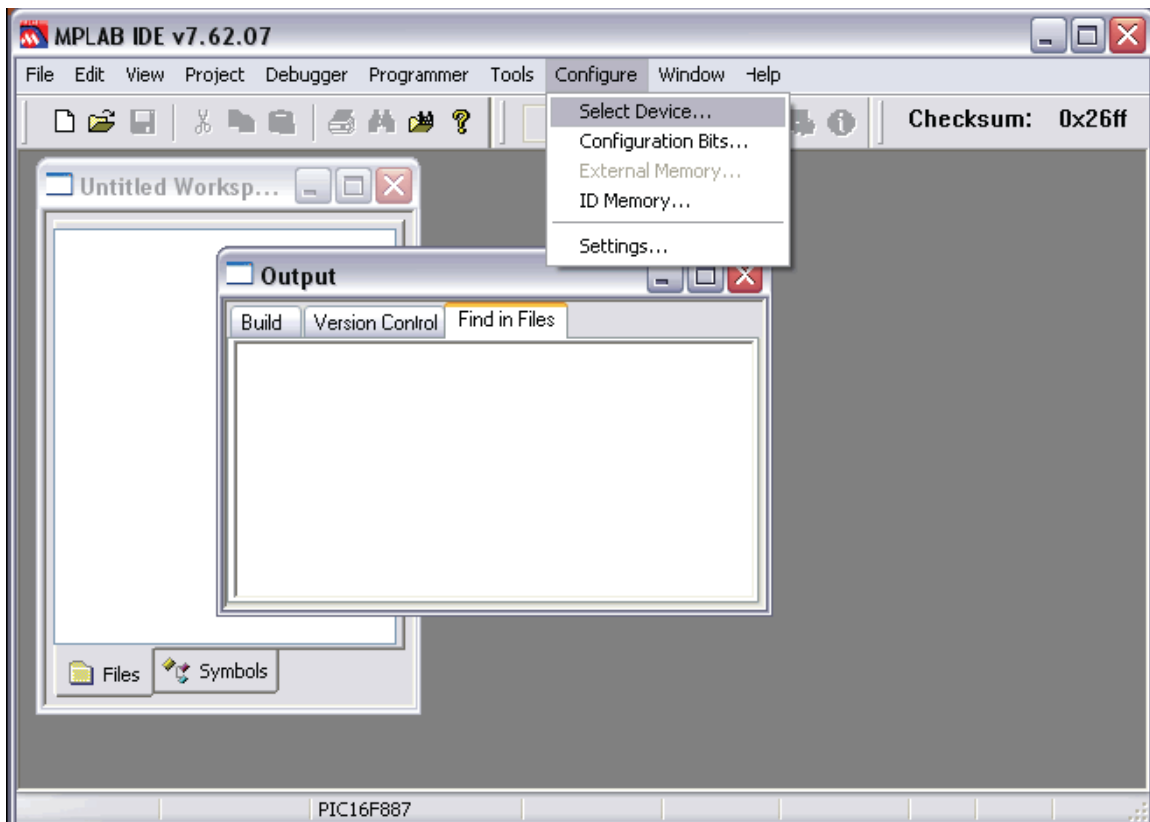 MPLAB IDE v7.62.07
File Edit View Project Debugger Programmer Tools Configure Window Help
Checksum: 0x26ff
Select Device...
Configuration Bits...
External Memory...
ID Memory...
Settings...
Untitled Worksp...
Output
Build Version Control Find in Files
Files Symbols
PIC16F887